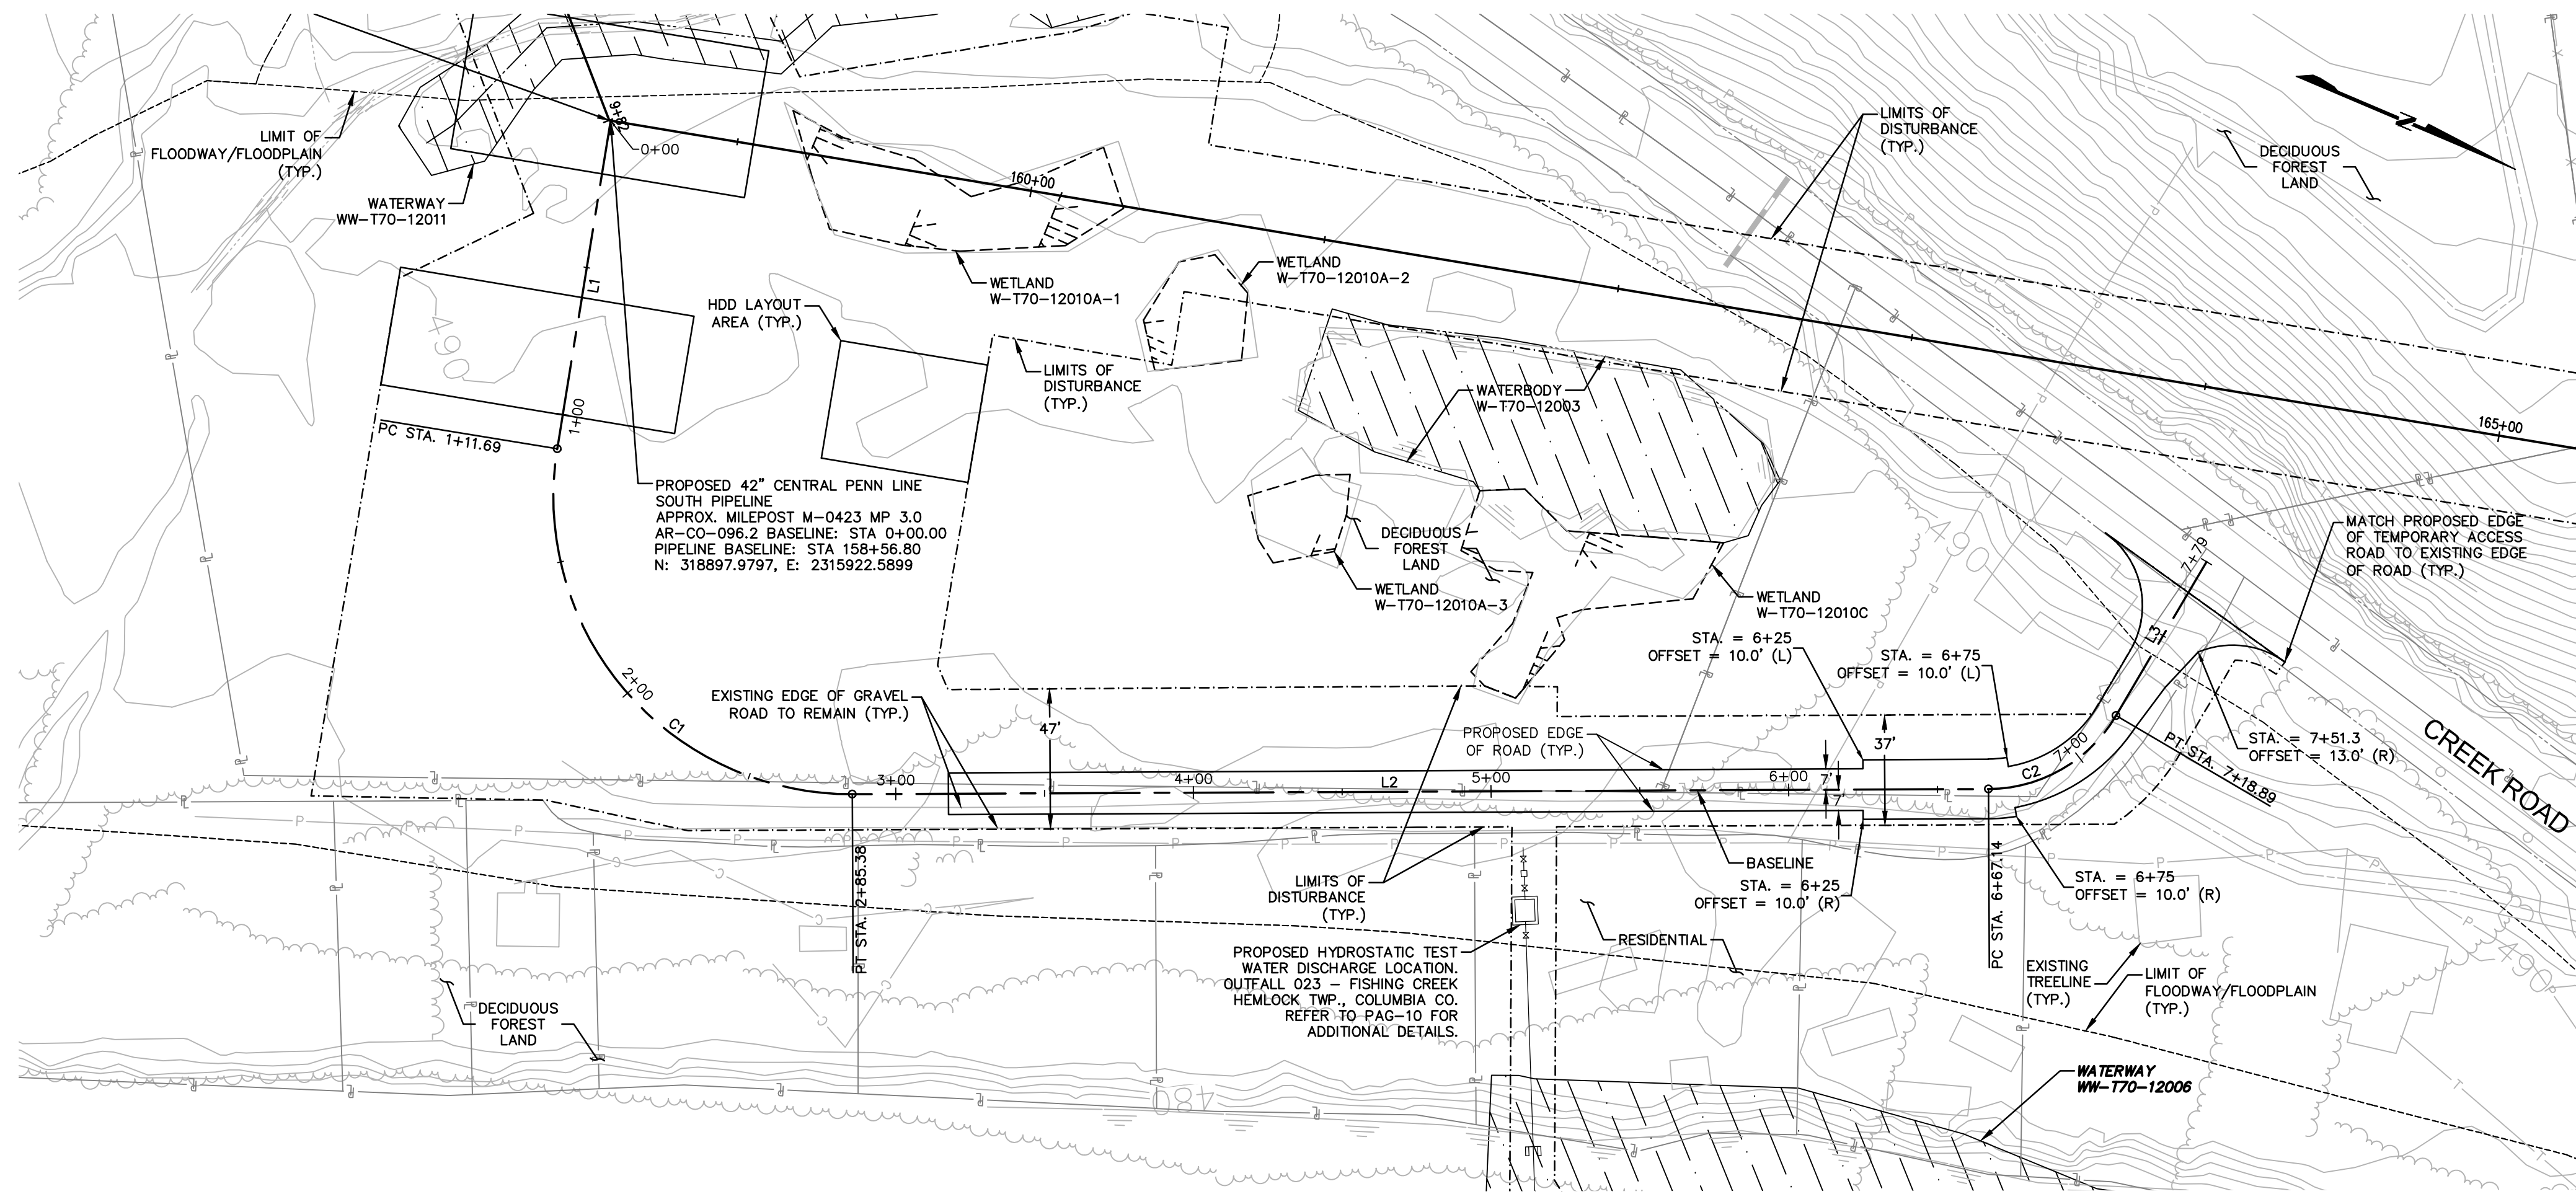 9+82
0+00
LIMIT OF
FLOODWAY/FLOODPLAIN
(TYP.)
WATERWAY
WW-T70-12011
160+00
LIMITS OF
DISTURBANCE
(TYP.)
N
DECIDUOUS
FOREST
LAND
WETLAND
W-T70-12010A-1
WETLAND
W-T70-12010A-2
L1
HDD LAYOUT
AREA (TYP.)
490
LIMITS OF
DISTURBANCE
(TYP.)
WATERBODY
W-T70-12003
1+00
PC STA. 1+11.69
165+00
PROPOSED 42" CENTRAL PENN LINE
SOUTH PIPELINE
APPROX. MILEPOST M-0423 MP 3.0
AR-CO-096.2 BASELINE: STA 0+00.00
PIPELINE BASELINE: STA 158+56.80
N: 318897.9797, E: 2315922.5899
DECIDUOUS
FOREST
LAND
WETLAND
W-T70-12010A-3
WETLAND
W-T70-12010C
490
MATCH PROPOSED EDGE
OF TEMPORARY ACCESS
ROAD TO EXISTING EDGE
OF ROAD (TYP.)
7+79
L3
STA. = 6+25
OFFSET = 10.0' (L)
STA. = 6+75
OFFSET = 10.0' (L)
2+00
C1
EXISTING EDGE OF GRAVEL
ROAD TO REMAIN (TYP.)
47'
PROPOSED EDGE
OF ROAD (TYP.)
37'
7+00
C2
PT STA. 7+18.89
STA. = 7+51.3
OFFSET = 13.0' (R)
CREEK ROAD
3+00
4+00
L2
5+00
6+00
7'
7'
PT STA. 2+85.38
BASELINE
LIMITS OF
DISTURBANCE
(TYP.)
STA. = 6+25
OFFSET = 10.0' (R)
PC STA. 6+67.14
STA. = 6+75
OFFSET = 10.0' (R)
PROPOSED HYDROSTATIC TEST
WATER DISCHARGE LOCATION.
OUTFALL 023 - FISHING CREEK
HEMLOCK TWP., COLUMBIA CO.
REFER TO PAG-10 FOR
ADDITIONAL DETAILS.
RESIDENTIAL
EXISTING
TREELINE
(TYP.)
LIMIT OF
FLOODWAY/FLOODPLAIN
(TYP.)
490
DECIDUOUS
FOREST
LAND
480
WATERWAY
WW-T70-12006